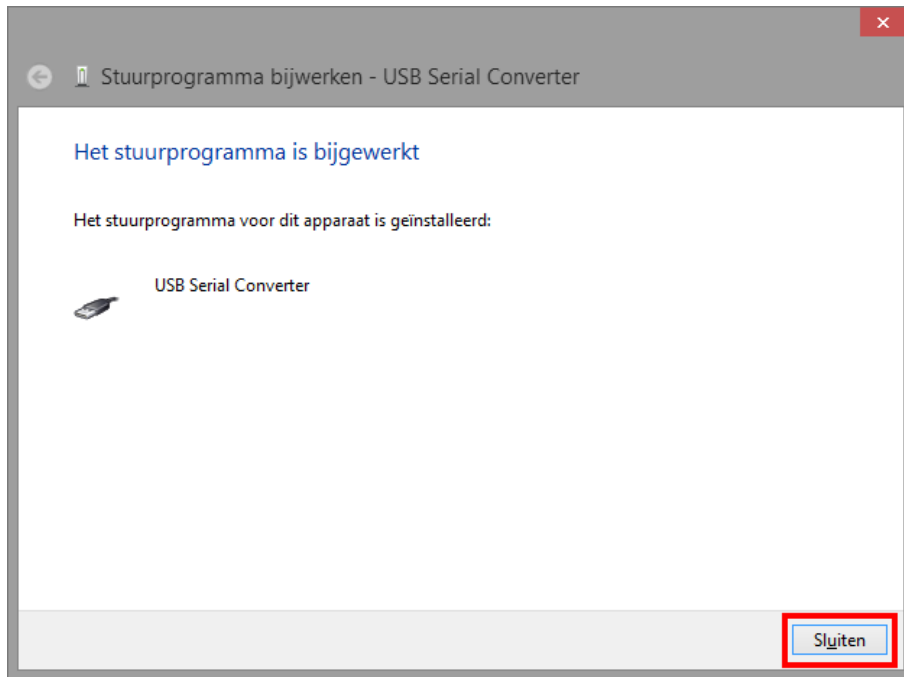 Stuurprogramma bijwerken - USB Serial Converter
Het stuurprogramma is bijgewerkt
Het stuurprogramma voor dit apparaat is geïnstalleerd:
USB Serial Converter
Sluiten